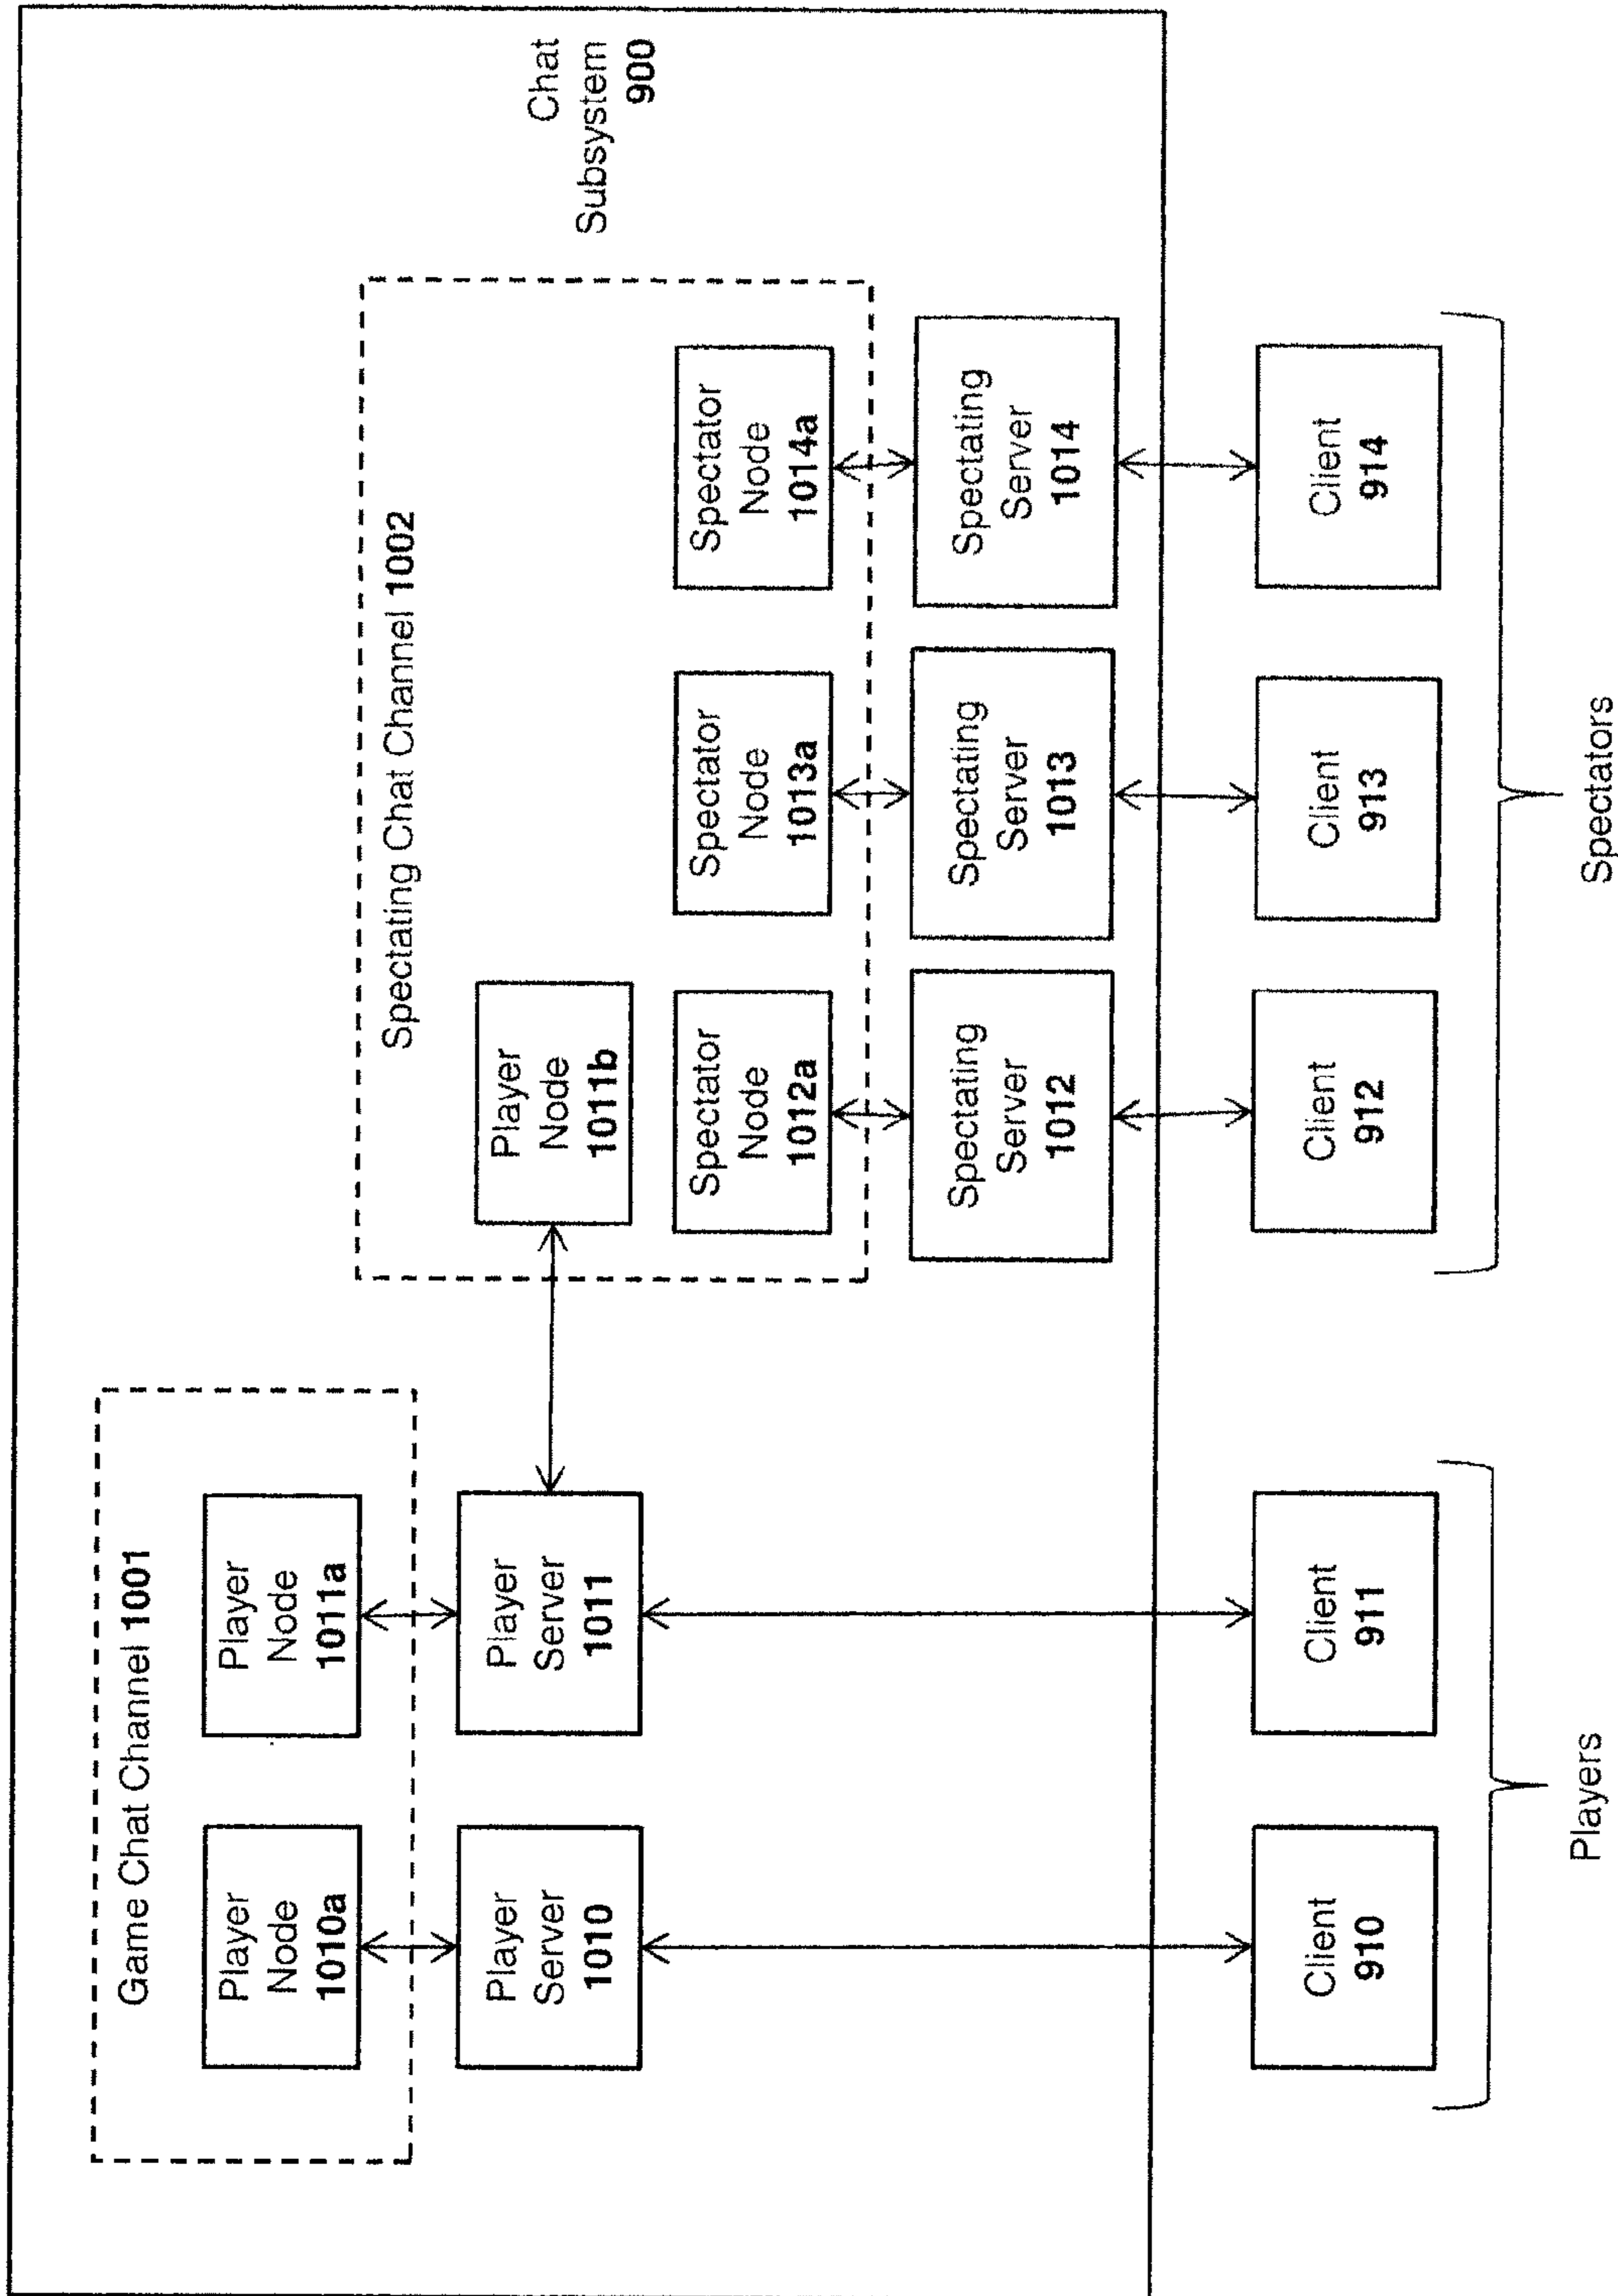 Game Chat Channel 1001
Player
Node
1010a
Player
Node
1011a
Player
Server
1010
Player
Server
1011
Spectating Chat Channel 1002
Player
Node
1011b
Spectator
Node
1012a
Spectator
Node
1013a
Spectator
Node
1014a
Spectating
Server
1012
Spectating
Server
1013
Spectating
Server
1014
Chat
Subsystem
900
Client
910
Client
911
Client
912
Client
913
Client
914
Players
Spectators